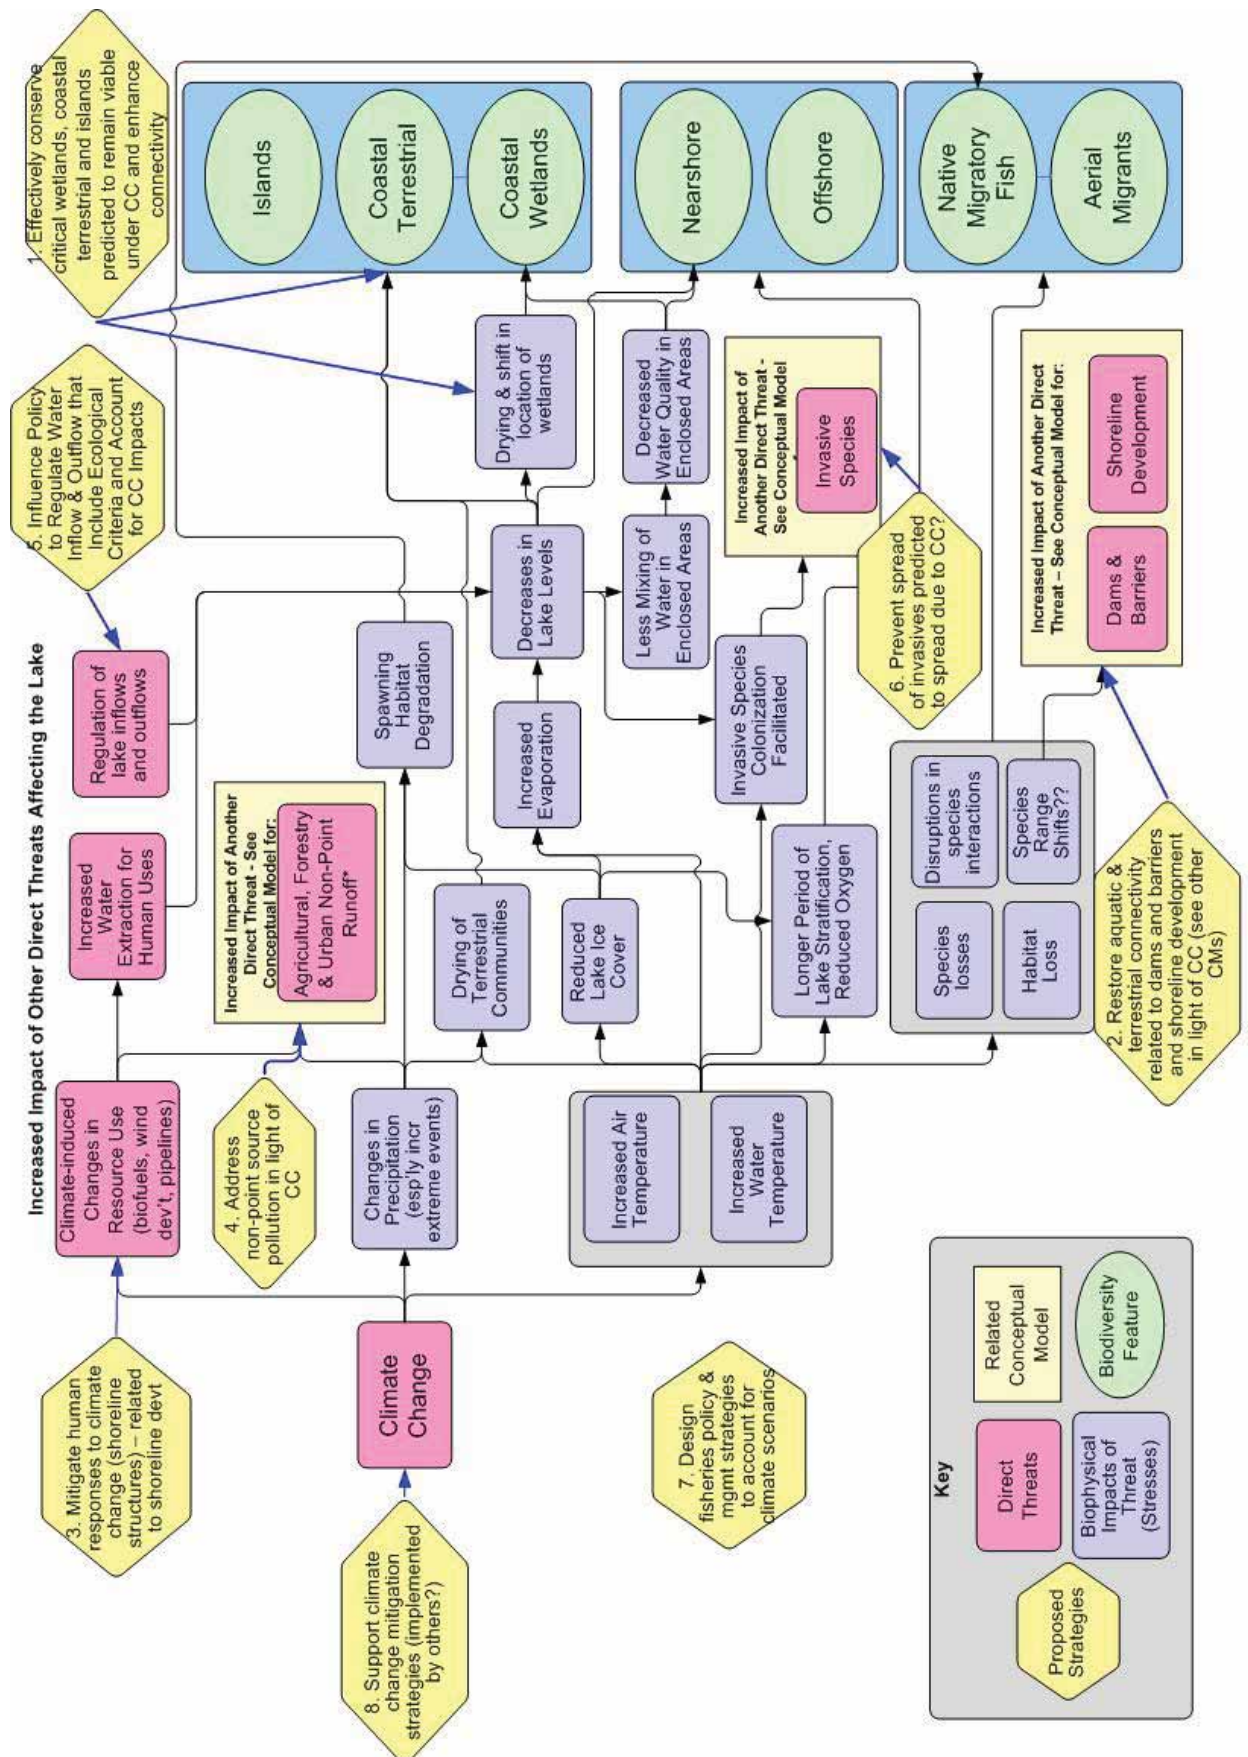 Increased Impact of Other Direct Threats Affecting the Lake
3. Mitigate human
responses to climate
change (shoreline
structures) – related
to shoreline devt
Climate-induced
Changes in
Resource Use
(biofuels, wind
dev't, pipelines)
Increased
Water
Extraction for
Human Uses
Regulation of
lake inflows
and outflows
5. Influence Policy
to Regulate Water
Inflow & Outflow that
Include Ecological
Criteria and Account
for CC Impacts
1. Effectively conserve
critical wetlands, coastal
terrestrial and islands
predicted to remain viable
under CC and enhance
connectivity
4. Address
non-point source
pollution in light of
CC
Increased Impact of Another
Direct Threat - See
Conceptual Model for:
Agricultural, Forestry
& Urban Non-Point
Runoff*
8. Support climate
change mitigation
strategies (implemented
by others?)
Climate
Change
Changes in
Precipitation
(esp'ly incr
extreme events)
Drying of
Terrestrial
Communities
Spawning
Habitat
Degradation
Islands
Coastal
Terrestrial
Coastal
Wetlands
Increased Air
Temperature
Increased
Water
Temperature
Reduced
Lake Ice
Cover
Increased
Evaporation
Decreases in
Lake Levels
Drying & shift in
location of
wetlands
Less Mixing of
Water in
Enclosed Areas
Decreased
Water Quality in
Enclosed Areas
Nearshore
Offshore
7. Design
fisheries policy &
mgmt strategies
to account for
climate scenarios
Longer Period of
Lake Stratification,
Reduced Oxygen
Invasive Species
Colonization
Facilitated
Increased Impact of
Another Direct Threat -
See Conceptual Model
Invasive
Species
6. Prevent spread
of invasives predicted
to spread due to CC?
Native
Migratory
Fish
Aerial
Migrants
Species
losses
Disruptions in
species
interactions
Habitat
Loss
Species
Range
Shifts??
Increased Impact of Another Direct
Threat – See Conceptual Model for:
Dams &
Barriers
Shoreline
Development
2. Restore aquatic &
terrestrial connectivity
related to dams and barriers
and shoreline development
in light of CC (see other
CMs)
Key
Proposed
Strategies
Direct
Threats
Related
Conceptual
Model
Biophysical
Impacts of
Threat
(Stresses)
Biodiversity
Feature